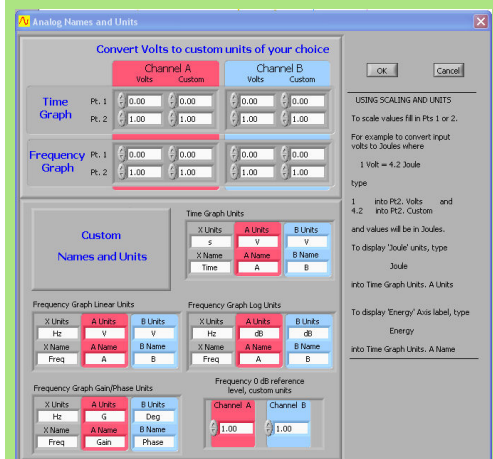 Analog Names and Units
Convert Volts to custom units of your choice
Channel A Channel B
Volts Custom Volts Custom
Time Graph
Pt. 1 0.00 0.00 0.00 0.00
Pt. 2 1.00 1.00 1.00 1.00
Frequency Graph
Pt. 1 0.00 0.00 0.00 0.00
Pt. 2 1.00 1.00 1.00 1.00
Custom
Names and Units
Time Graph Units
X Units A Units B Units
s V V
X Name A Name B Name
Time A B
Frequency Graph Linear Units
X Units A Units B Units
Hz V V
X Name A Name B Name
Freq A B
Frequency Graph Log Units
X Units A Units B Units
Hz dB dB
X Name A Name B Name
Freq A B
Frequency Graph Gain/Phase Units
X Units A Units B Units
Hz G Deg
X Name A Name B Name
Freq Gain Phase
Frequency 0 dB reference
level, custom units
Channel A Channel B
1.00 1.00
OK Cancel
USING SCALING AND UNITS
To scale values fill in Pts 1 or 2.
For example to convert input
volts to Joules where
1 Volt = 4.2 Joule
type
1 into Pt2. Volts and
4.2 into Pt2. Custom
and values will be in Joules.
To display 'Joule' units, type
Joule
into Time Graph Units. A Units
To display 'Energy' Axis label, type
Energy
into Time Graph Units. A Name